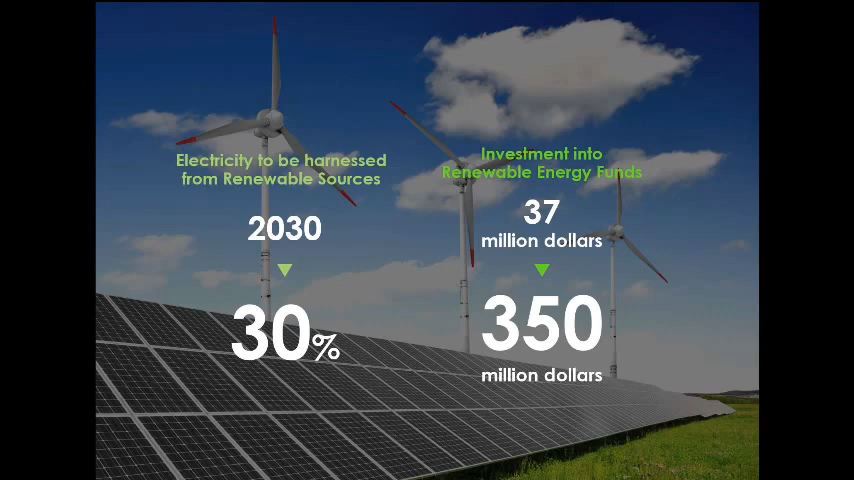 Electricity to be harnessed
from Renewable Sources
2030
30%
Investment into
Renewable Energy Funds
37
million dollars
350
million dollars